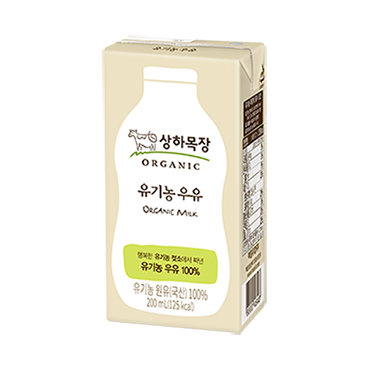 상하목장
ORGANIC
유기농 우유
ORGANIC MILK
행복한 유기농 젖소에서 짜낸
유기농 우유 100%
유기농 원유(국산) 100%
200 mL(125 kcal)